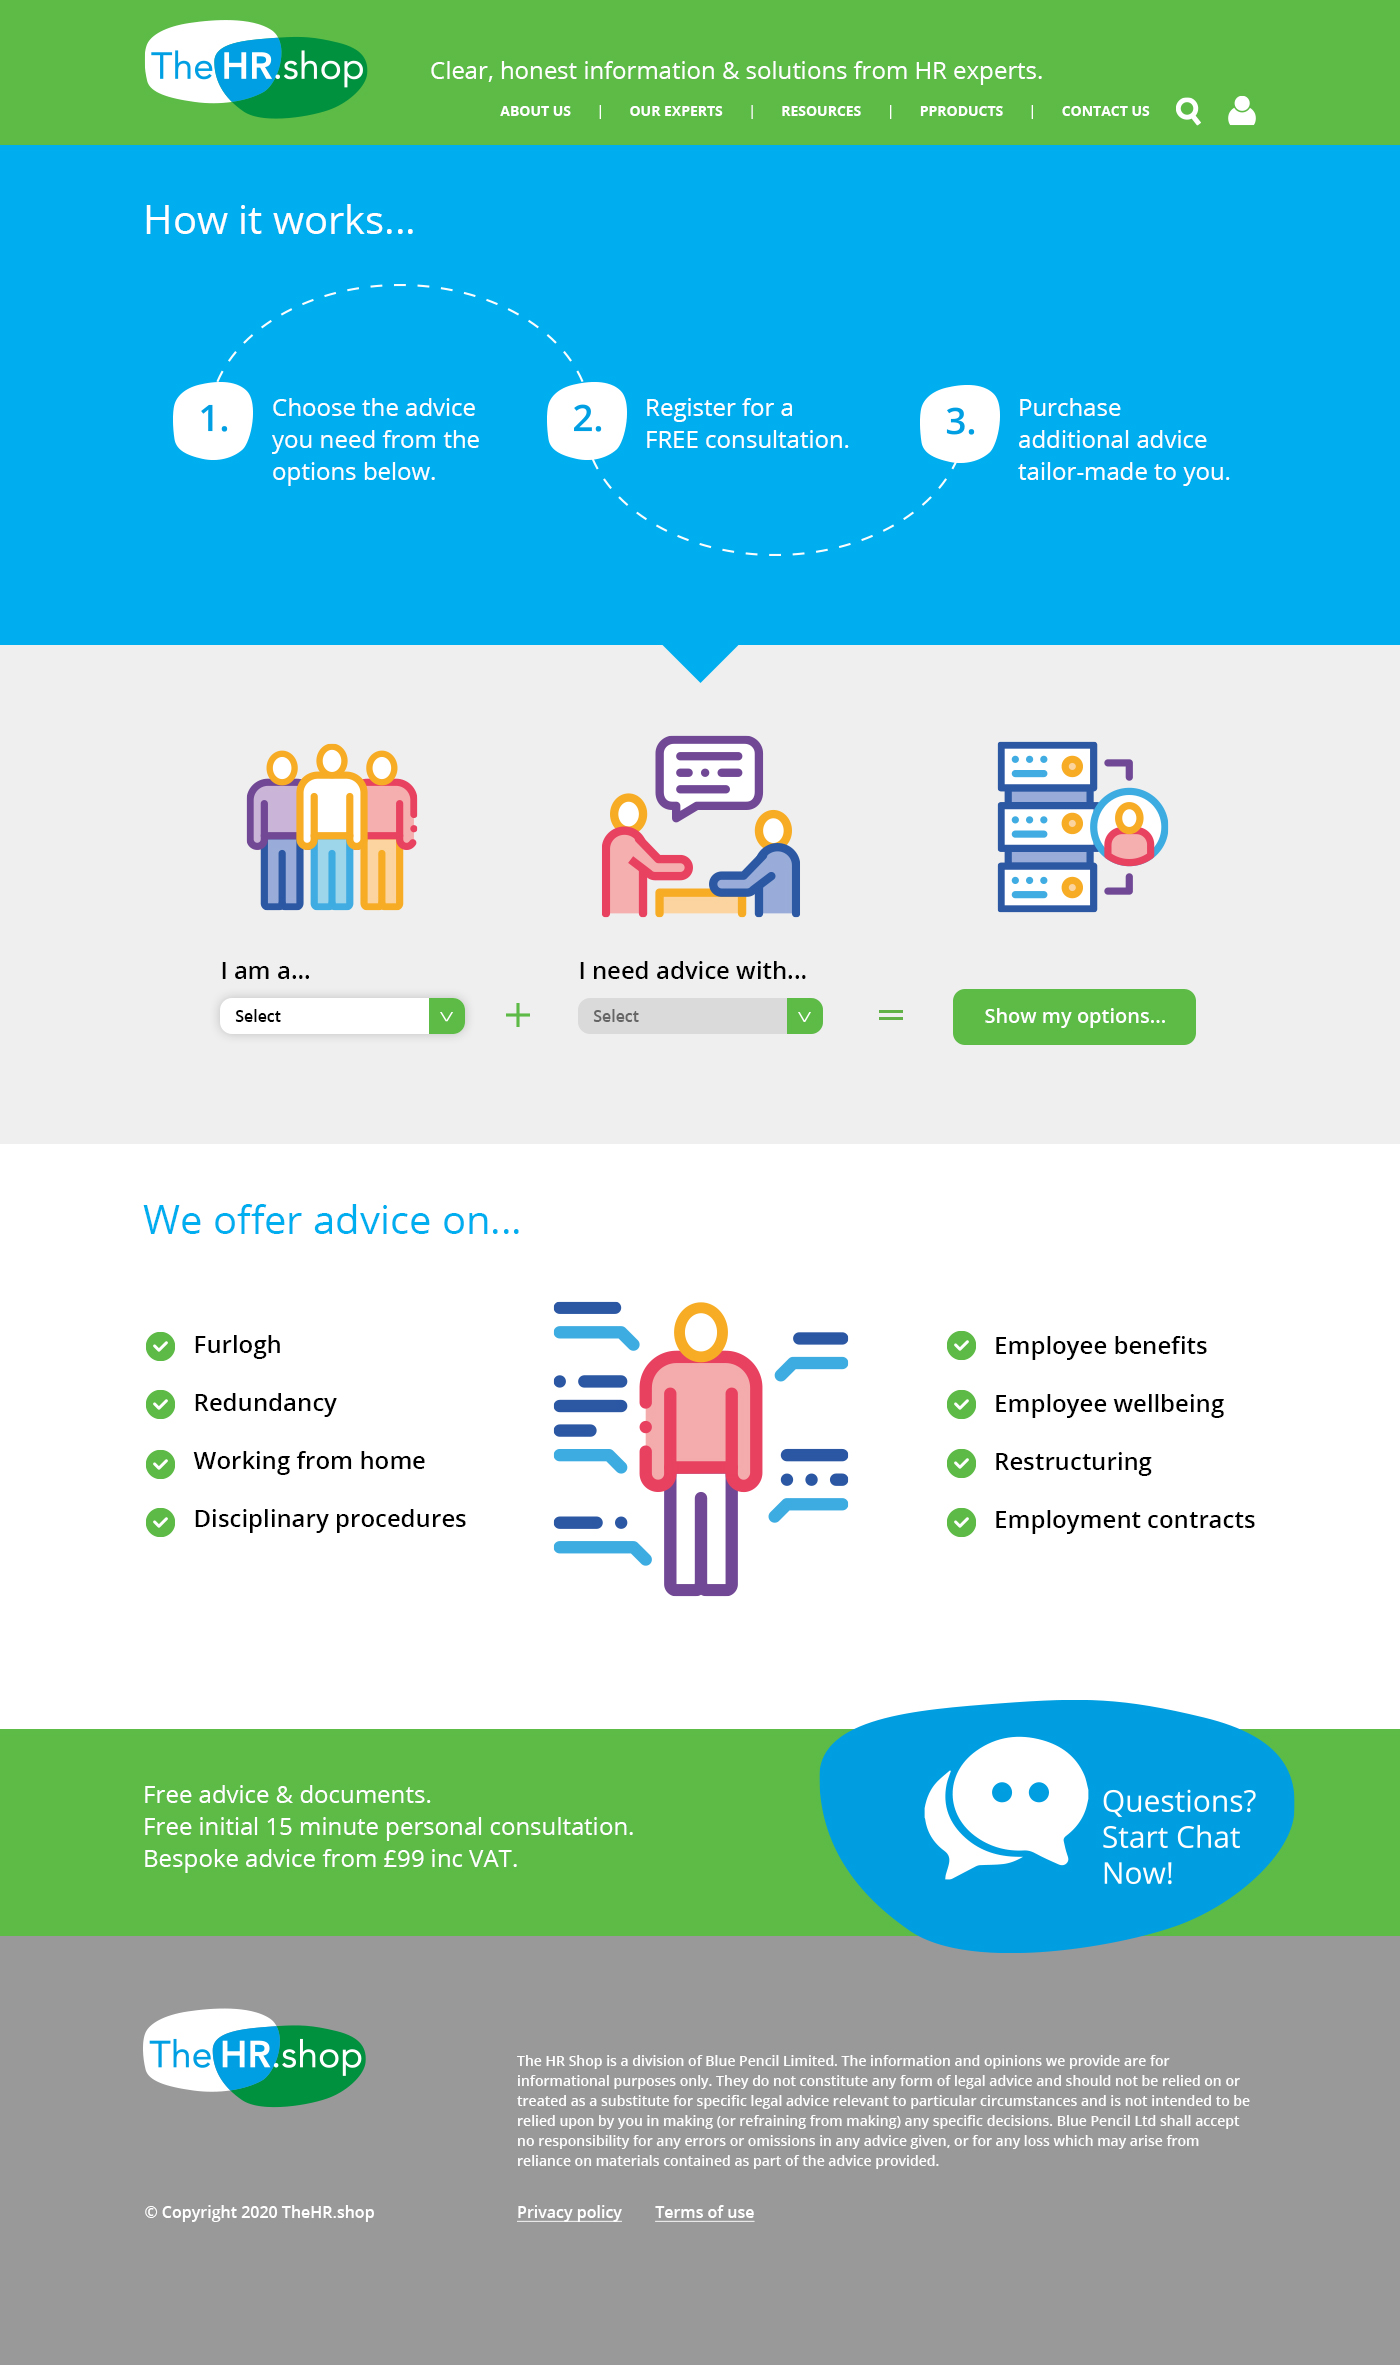 TheHR.shop
Clear, honest information & solutions from HR experts.
ABOUT US | OUR EXPERTS | RESOURCES | PPRODUCTS | CONTACT US
How it works...
1.
Choose the advice
you need from the
options below.
2.
Register for a
FREE consultation.
3.
Purchase
additional advice
tailor-made to you.
I am a...
Select
+
I need advice with...
Select
=
Show my options...
We offer advice on...
Furlogh
Redundancy
Working from home
Disciplinary procedures
Employee benefits
Employee wellbeing
Restructuring
Employment contracts
Free advice & documents.
Free initial 15 minute personal consultation.
Bespoke advice from £99 inc VAT.
Questions?
Start Chat
Now!
TheHR.shop
The HR Shop is a division of Blue Pencil Limited. The information and opinions we provide are for
informational purposes only. They do not constitute any form of legal advice and should not be relied on or
treated as a substitute for specific legal advice relevant to particular circumstances and is not intended to be
relied upon by you in making (or refraining from making) any specific decisions. Blue Pencil Ltd shall accept
no responsibility for any errors or omissions in any advice given, or for any loss which may arise from
reliance on materials contained as part of the advice provided.
© Copyright 2020 TheHR.shop
Privacy policy Terms of use